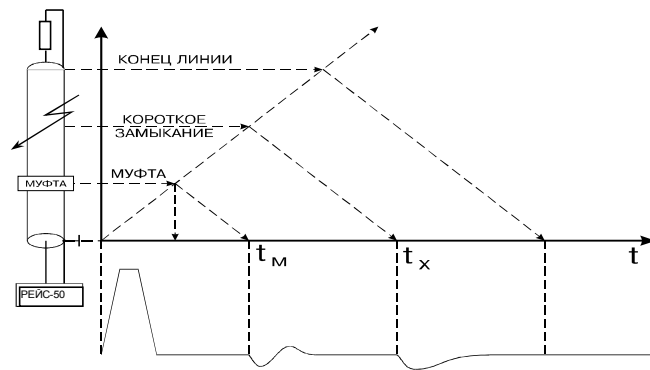 КОНЕЦ ЛИНИИ
КОРОТКОЕ
ЗАМЫКАНИЕ
МУФТА
МУФТА
t м
t х
t
РЕЙС-50